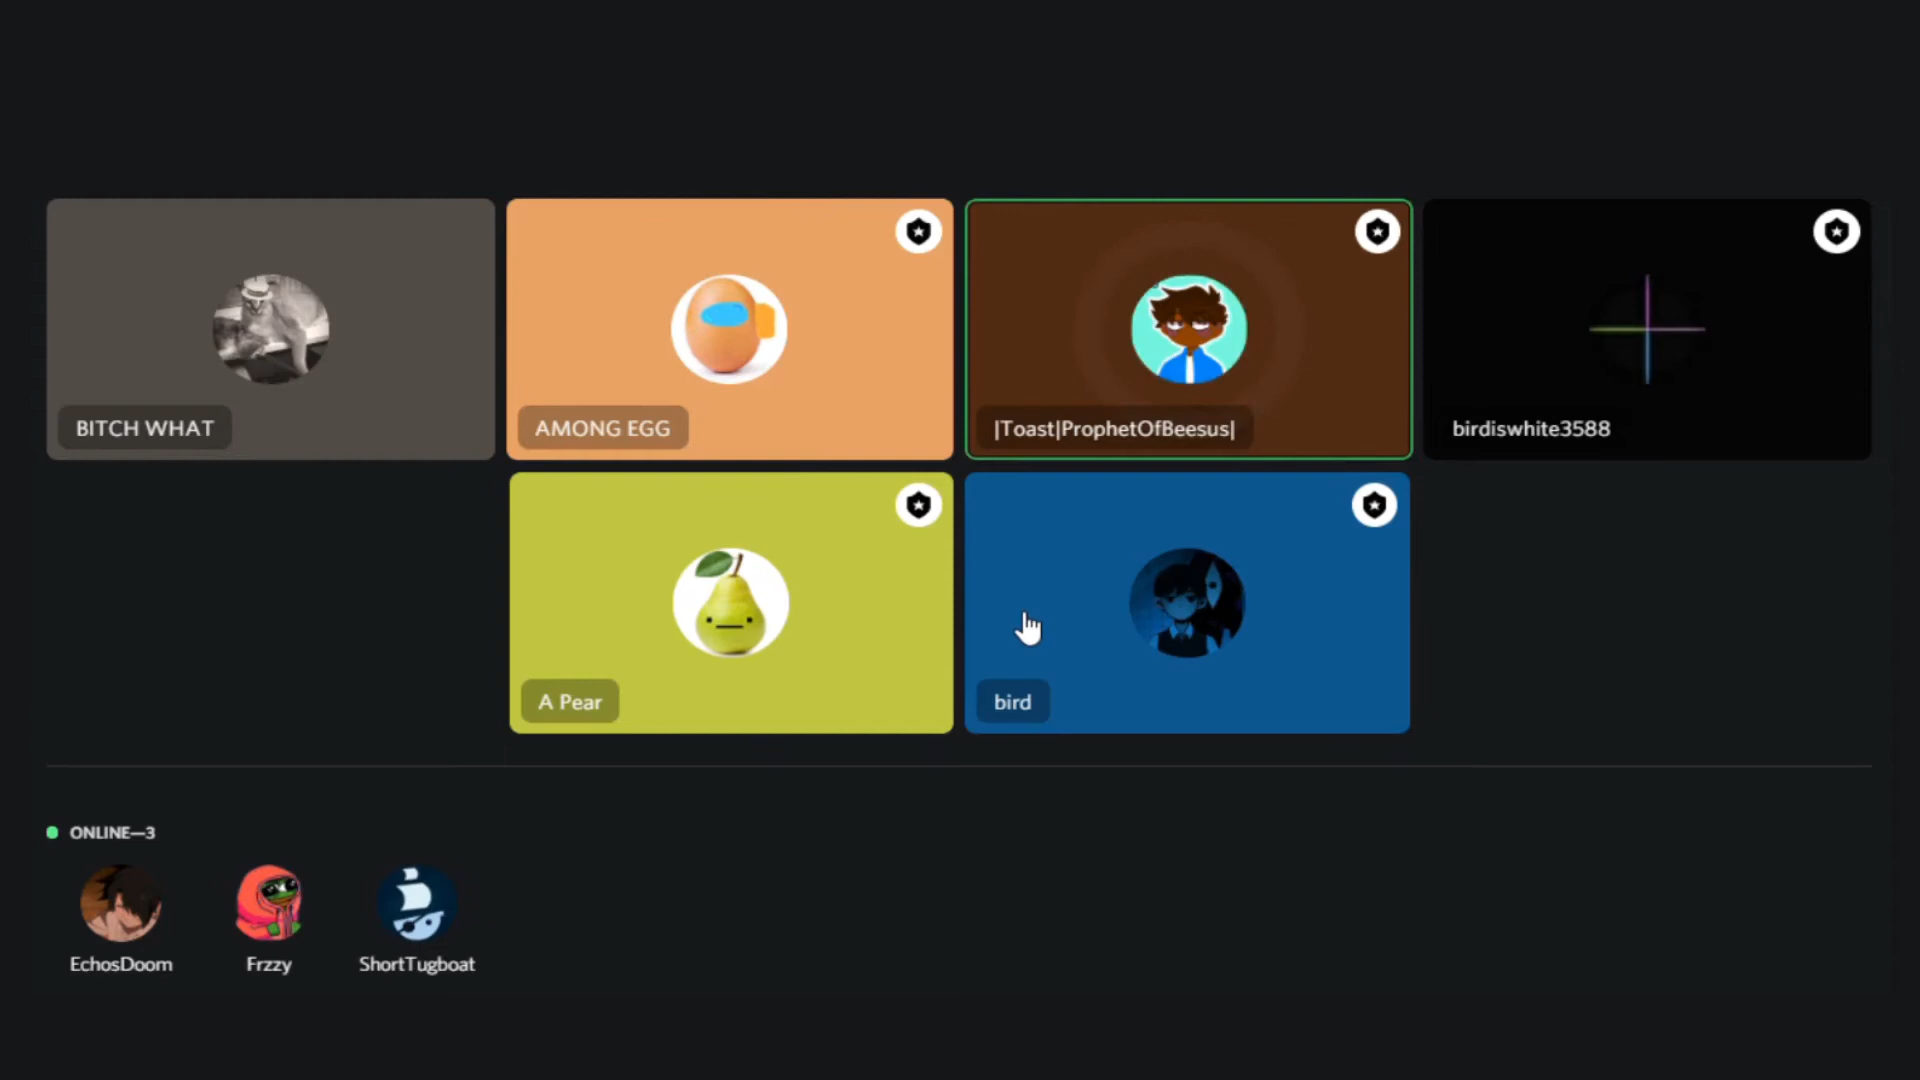 BITCH WHAT
AMONG EGG
|Toast|ProphetOfBeesus|
birdiswhite3588
A Pear
bird
ONLINE—3
EchosDoom
Frzzy
ShortTugboat